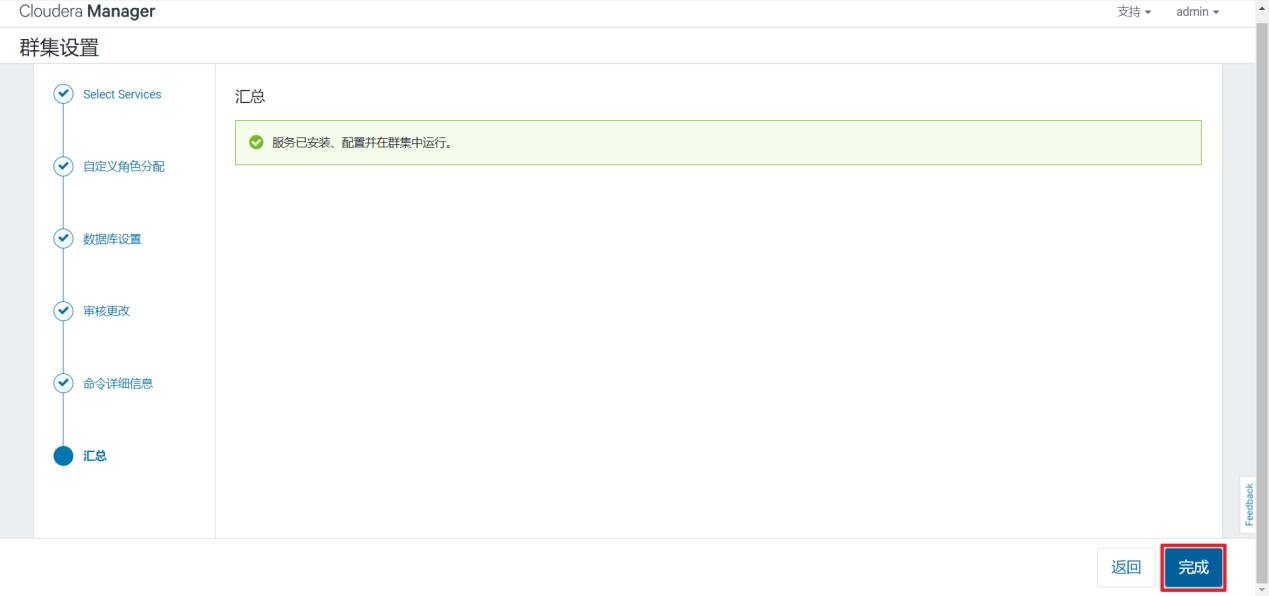 Cloudera Manager
支持
admin
群集设置
Select Services
自定义角色分配
数据库设置
审核更改
命令详细信息
汇总
汇总
服务已安装、配置并在群集中运行。
Feedback
返回
完成